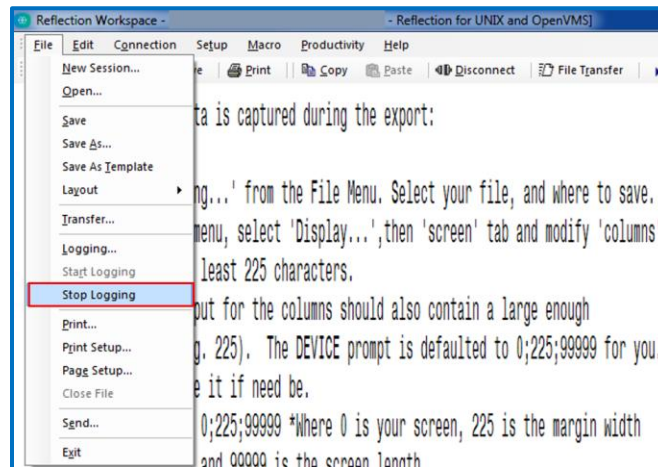 Reflection Workspace - - Reflection for UNIX and OpenVMS]
File Edit Connection Setup Macro Productivity Help
Print Copy Paste Disconnect File Transfer
New Session...
Open...
Save
Save As...
Save As Template
Layout
Transfer...
Logging...
Start Logging
Stop Logging
Print...
Print Setup...
Page Setup...
Close File
Send...
Exit
ta is captured during the export:
ng...' from the File Menu. Select your file, and where to save.
menu, select 'Display...',then 'screen' tab and modify 'columns'
least 225 characters.
put for the columns should also contain a large enough
g. 225). The DEVICE prompt is defaulted to 0;225;99999 for you.
e it if need be.
0;225;99999 *Where 0 is your screen, 225 is the margin width
and 99999 is the screen length